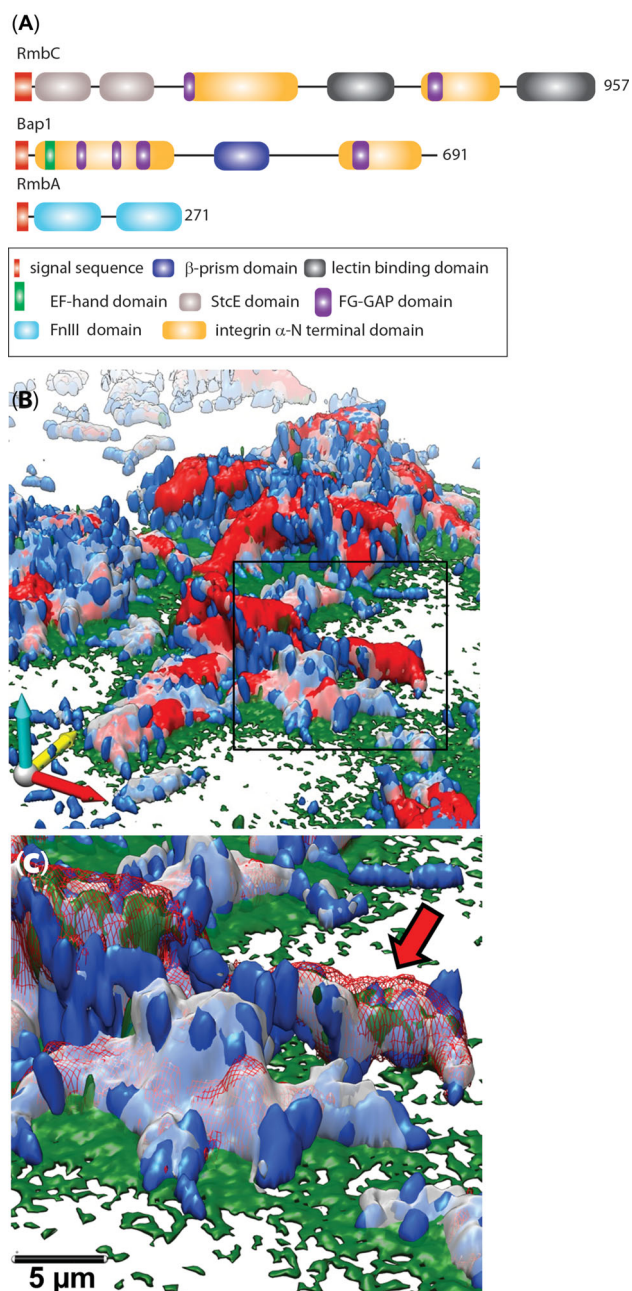 (A)
RmbC
957
Bap1
691
RmbA
271
signal sequence β-prism domain lectin binding domain
EF-hand domain StcE domain FG-GAP domain
FnIII domain integrin α-N terminal domain
(B)
(C)
5 μm